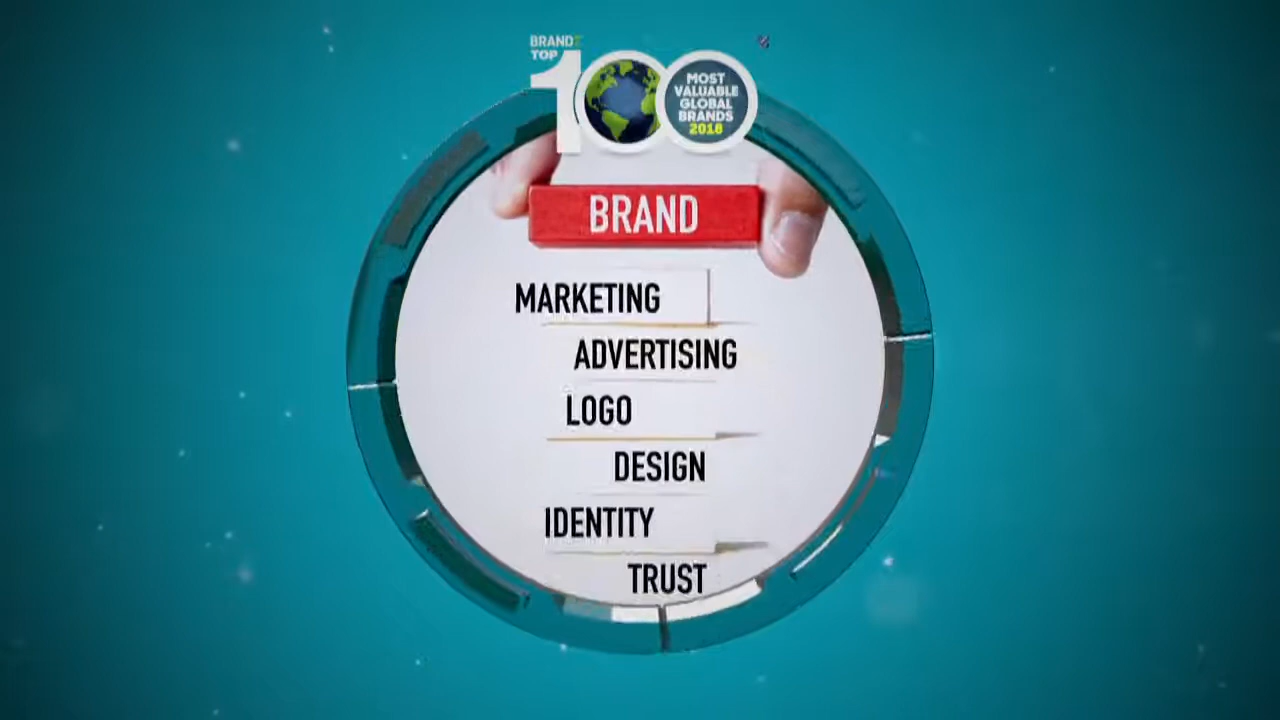 BRANDZ
TOP
100
MOST
VALUABLE
GLOBAL
BRANDS
2018
BRAND
MARKETING
ADVERTISING
LOGO
DESIGN
IDENTITY
TRUST